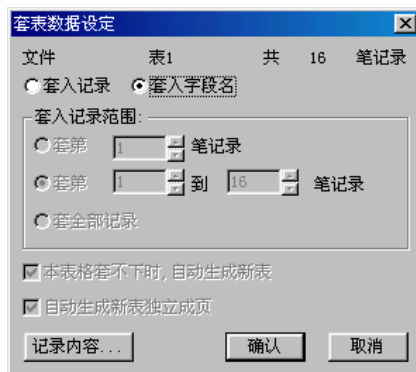 套表数据设定
文件 表1 共 16 笔记录
套入记录 套入字段名
套入记录范围:
套第 1 笔记录
套第 1 到 16 笔记录
套全部记录
本表格套不下时, 自动生成新表
自动生成新表独立成页
记录内容... 确认 取消